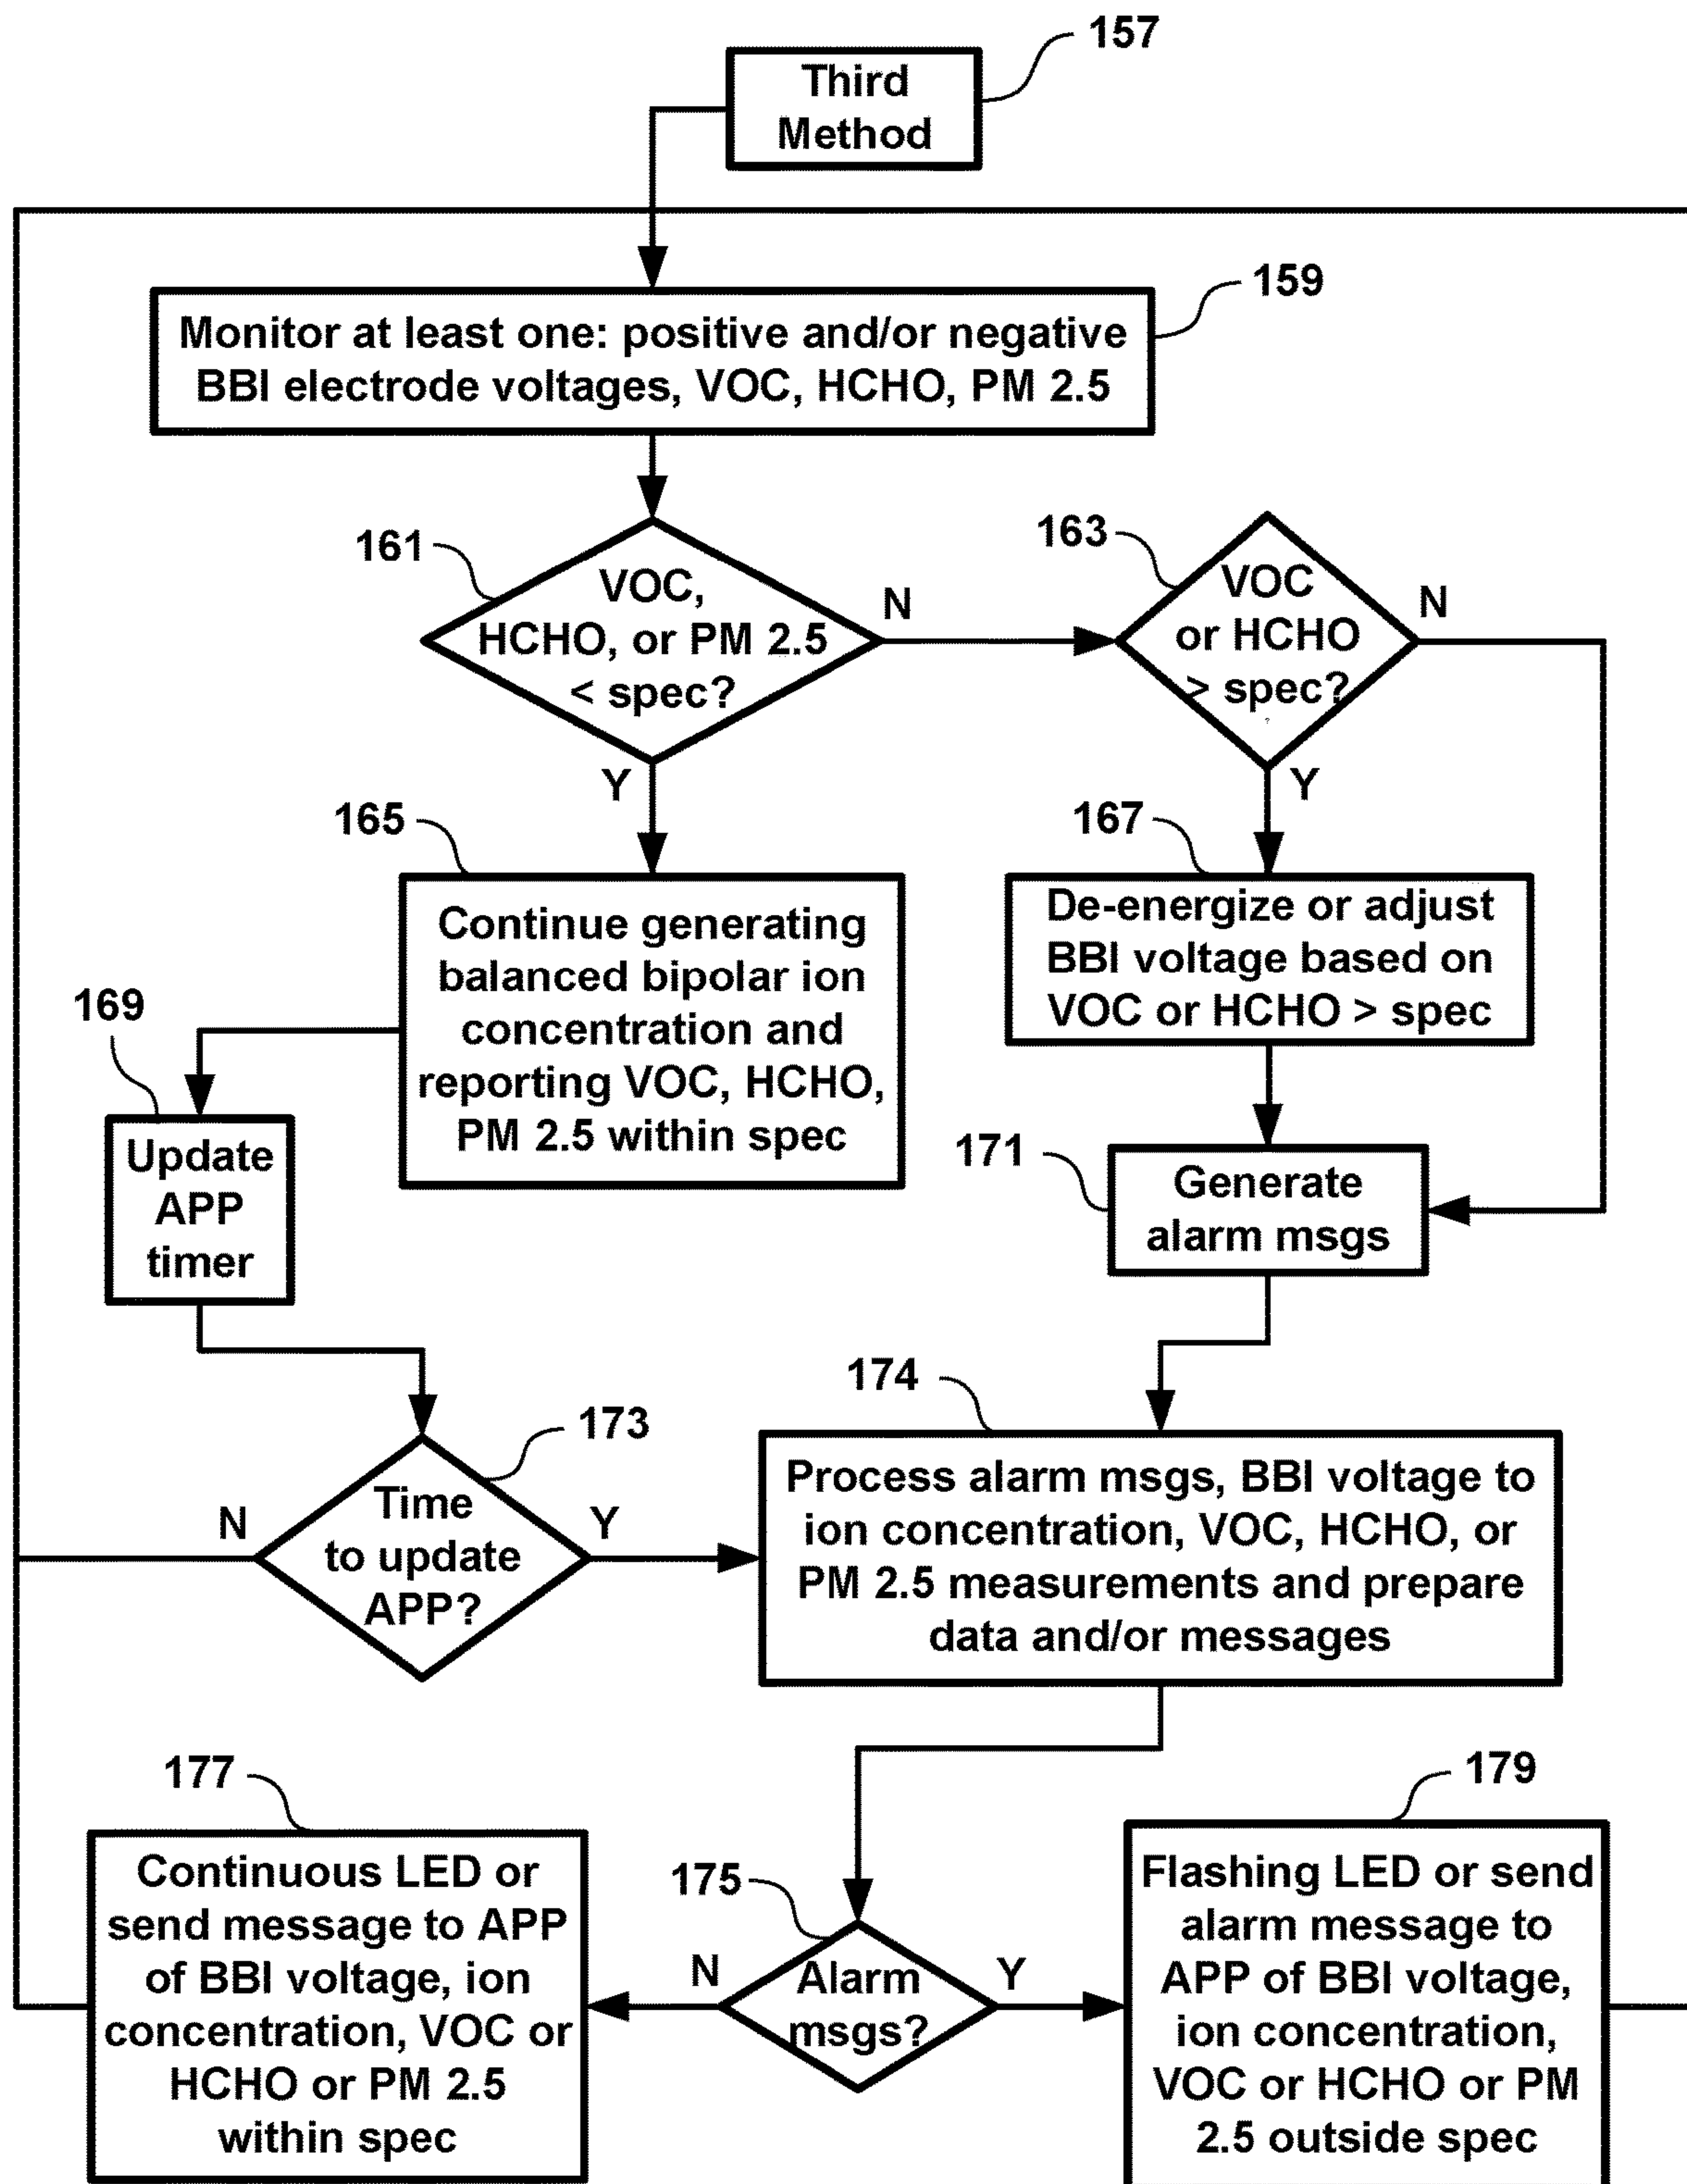 157
Third
Method
159
Monitor at least one: positive and/or negative
BBI electrode voltages, VOC, HCHO, PM 2.5
161
VOC,
HCHO, or PM 2.5
< spec?
N
Y
163
VOC
or HCHO
> spec?
?
N
Y
165
Continue generating
balanced bipolar ion
concentration and
reporting VOC, HCHO,
PM 2.5 within spec
167
De-energize or adjust
BBI voltage based on
VOC or HCHO > spec
169
Update
APP
timer
171
Generate
alarm msgs
173
Time
to update
APP?
N
Y
174
Process alarm msgs, BBI voltage to
ion concentration, VOC, HCHO, or
PM 2.5 measurements and prepare
data and/or messages
175
Alarm
msgs?
N
Y
177
Continuous LED or
send message to APP
of BBI voltage, ion
concentration, VOC or
HCHO or PM 2.5
within spec
179
Flashing LED or send
alarm message to
APP of BBI voltage,
ion concentration,
VOC or HCHO or PM
2.5 outside spec